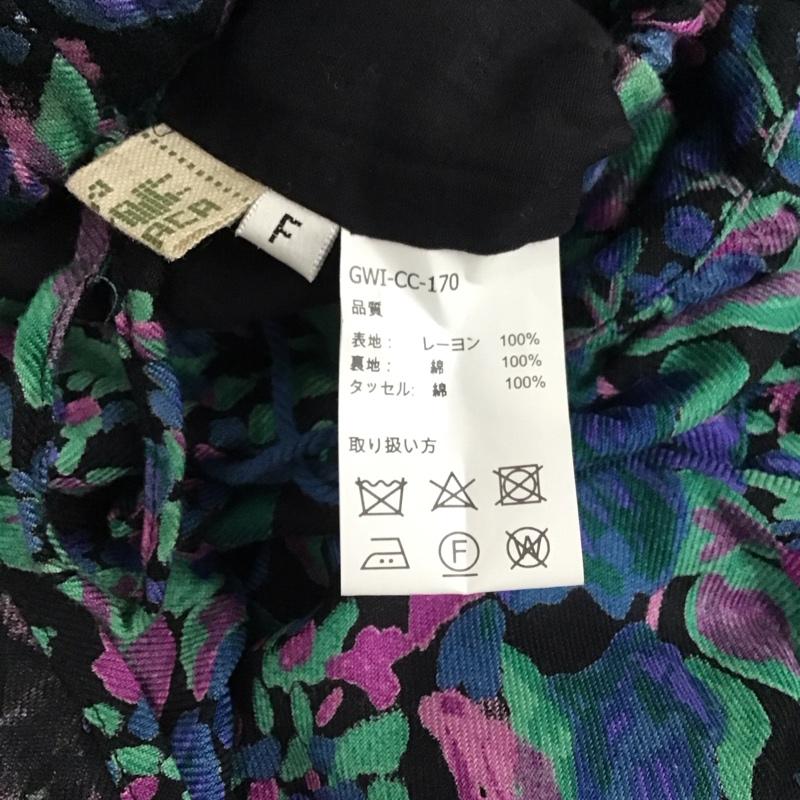 F
GWI-CC-170
品質
表地： レーヨン 100%
裏地： 綿 100%
タッセル: 綿 100%
取り扱い方
F
W